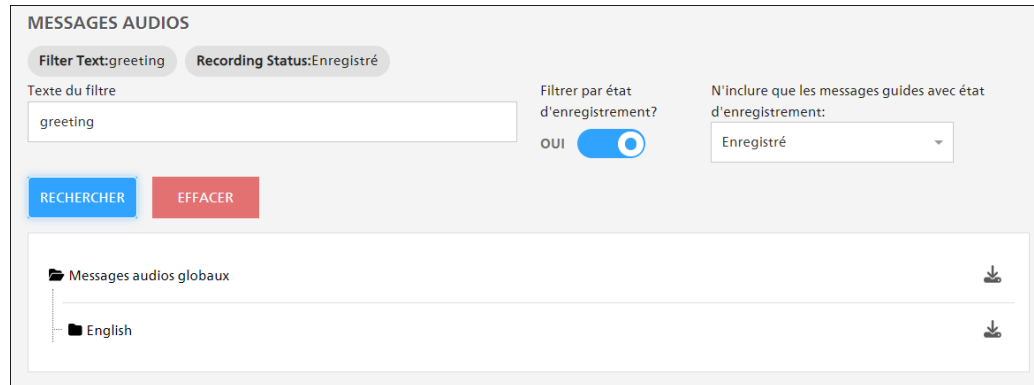 MESSAGES AUDIOS
Filter Text:greeting Recording Status:Enregistré
Texte du filtre
greeting
Filtrer par état
d'enregistrement?
OUI
N'inclure que les messages guides avec état
d'enregistrement:
Enregistré
RECHERCHER EFFACER
Messages audios globaux
English